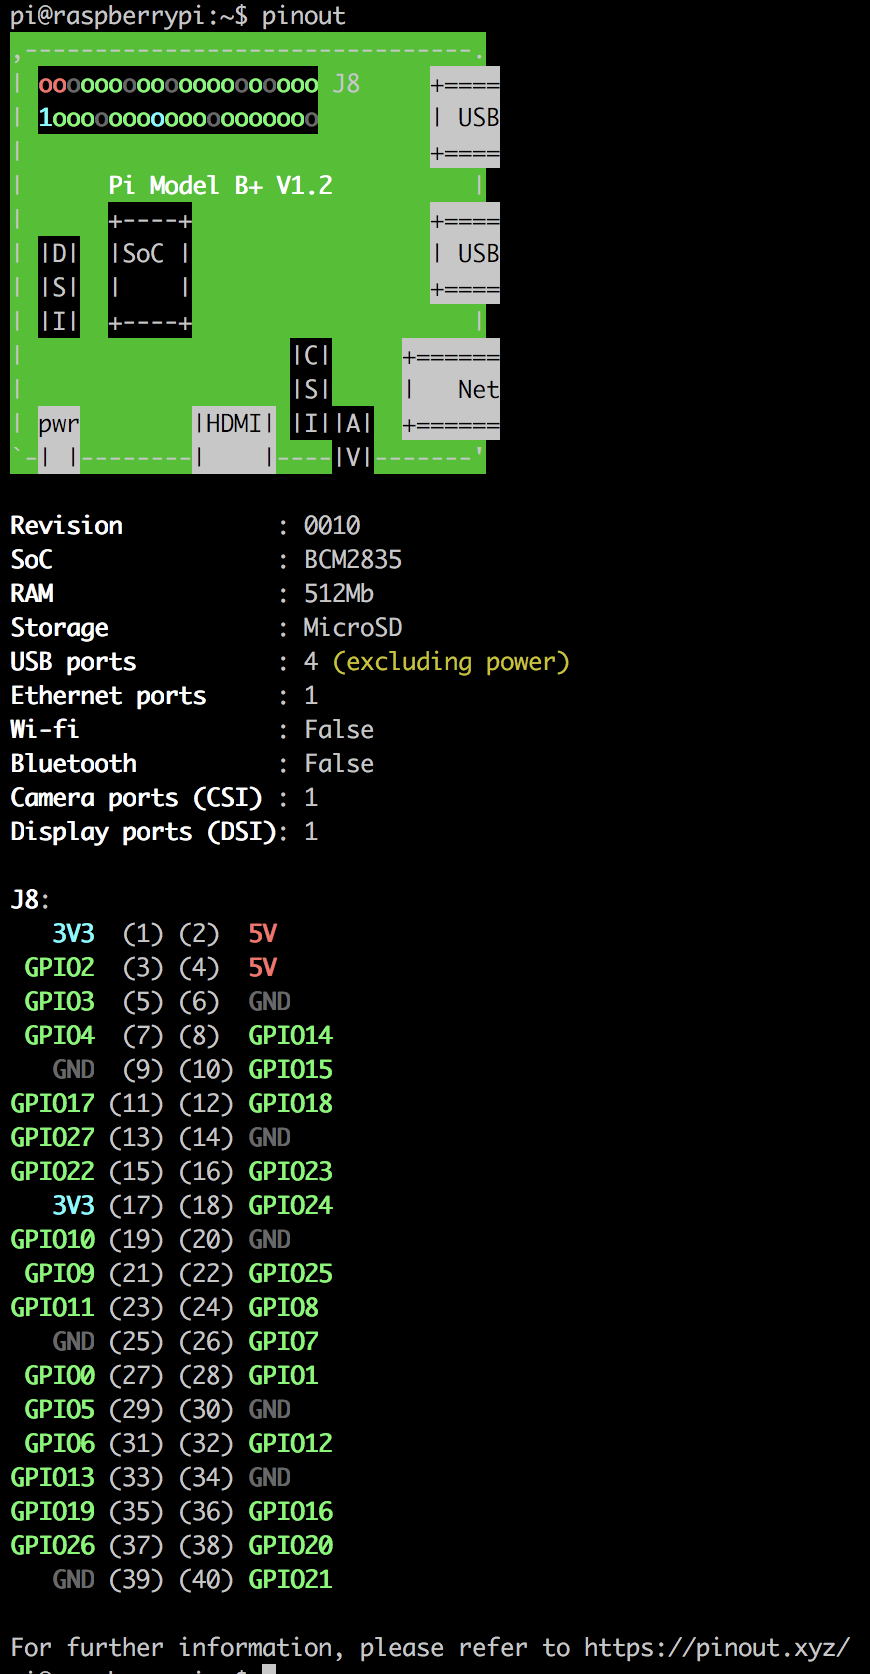 pi@raspberrypi:~$ pinout
,--------------------------------.
| oooooooooooooooooooo J8     +====
| 1ooooooooooooooooooo        | USB
|                             +====
|      Pi Model B+ V1.2          |
|      +----+                 +====
| |D|  |SoC |                 | USB
| |S|  |    |                 +====
| |I|  +----+                    |
|                   |C|     +======
|                   |S|     |   Net
| pwr        |HDMI| |I||A|  +======
`-| |--------|    |----|V|-------'
Revision           : 0010
SoC                : BCM2835
RAM                : 512Mb
Storage            : MicroSD
USB ports          : 4 (excluding power)
Ethernet ports     : 1
Wi-fi              : False
Bluetooth          : False
Camera ports (CSI) : 1
Display ports (DSI): 1
J8:
   3V3  (1) (2)  5V
 GPIO2  (3) (4)  5V
 GPIO3  (5) (6)  GND
 GPIO4  (7) (8)  GPIO14
   GND  (9) (10) GPIO15
GPIO17 (11) (12) GPIO18
GPIO27 (13) (14) GND
GPIO22 (15) (16) GPIO23
   3V3 (17) (18) GPIO24
GPIO10 (19) (20) GND
 GPIO9 (21) (22) GPIO25
GPIO11 (23) (24) GPIO8
   GND (25) (26) GPIO7
 GPIO0 (27) (28) GPIO1
 GPIO5 (29) (30) GND
 GPIO6 (31) (32) GPIO12
GPIO13 (33) (34) GND
GPIO19 (35) (36) GPIO16
GPIO26 (37) (38) GPIO20
   GND (39) (40) GPIO21
For further information, please refer to https://pinout.xyz/